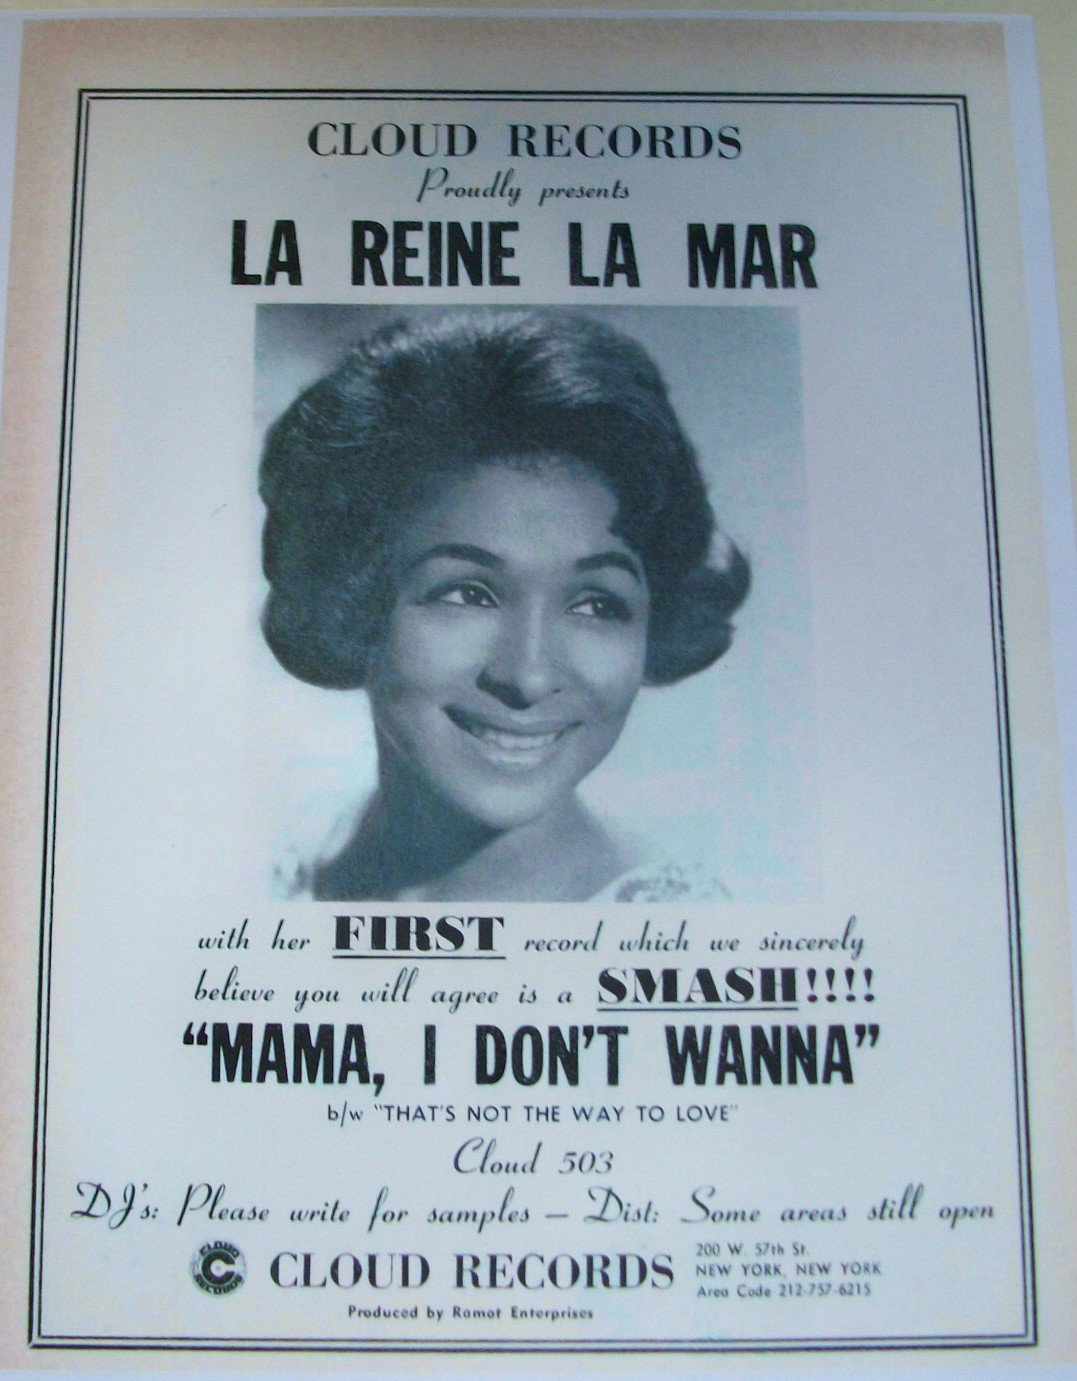 CLOUD RECORDS
Proudly presents
LA REINE LA MAR
with her FIRST record which we sincerely
believe you will agree is a SMASH!!!!
"MAMA, I DON'T WANNA"
b/w "THAT'S NOT THE WAY TO LOVE"
Cloud 503
DJ's: Please write for samples — Dist: Some areas still open
CLOUD
RECORDS
CLOUD RECORDS
200 W. 57th St.
NEW YORK, NEW YORK
Area Code 212-757-6215
Produced by Ramot Enterprises